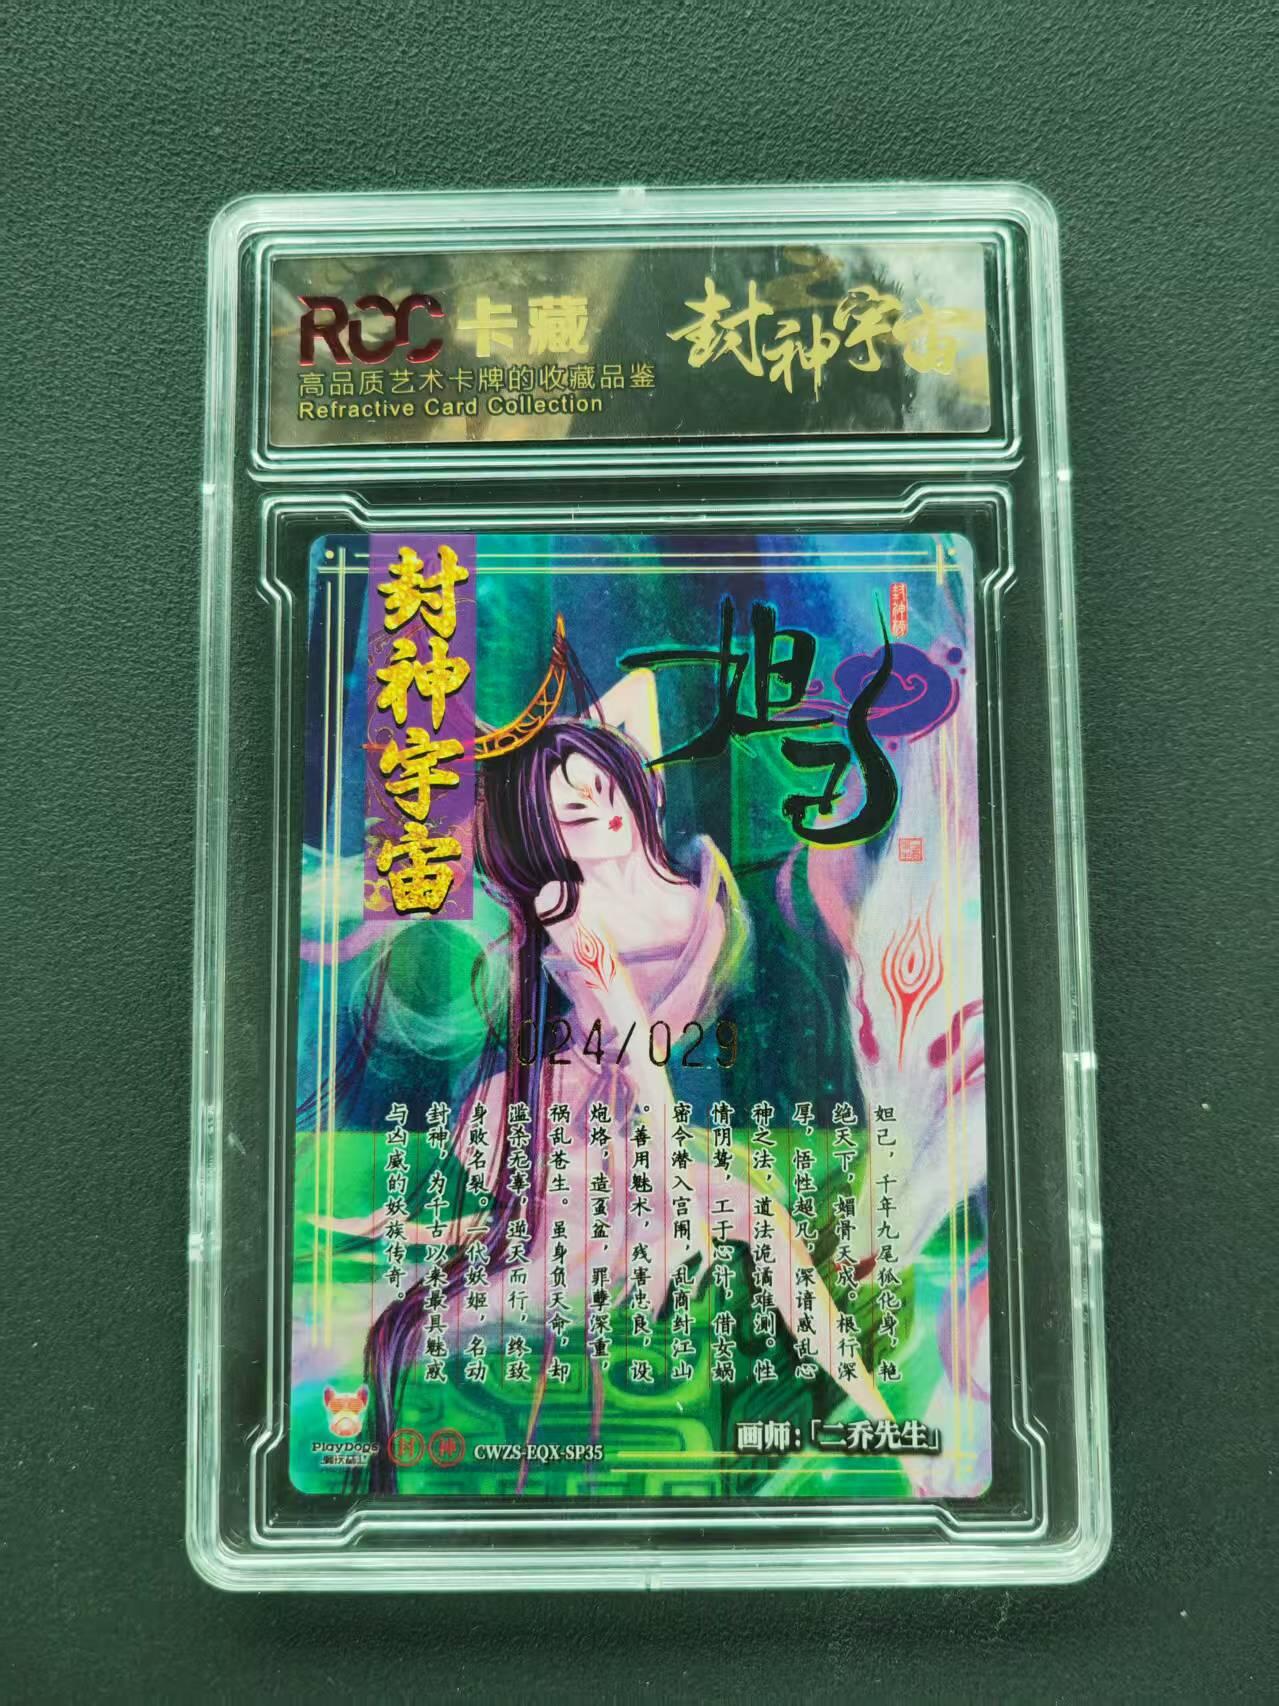 RCC 卡藏
高品质艺术卡牌的收藏品鉴
Refractive Card Collection
封神宇宙
封神宇宙
妲己
封神榜
024/029
妲己，千年九尾狐化身，艳
绝天下，媚骨天成。根行深
厚，悟性超凡，深谙惑乱心
神之法，道法诡谲难测。性
情阴鸷，工于心计，借女娲
密令潜入宫闱，乱商纣江山
。善用魅术，残害忠良，设
炮烙，造虿盆，罪孽深重，
祸乱苍生。虽身负天命，却
滥杀无辜，逆天而行，终致
身败名裂。一代妖姬，名动
封神，为千古以来最具魅惑
与凶威的妖族传奇。
画师：「二乔先生」
PlayDogs
封神
CWZS-EQX-SP35